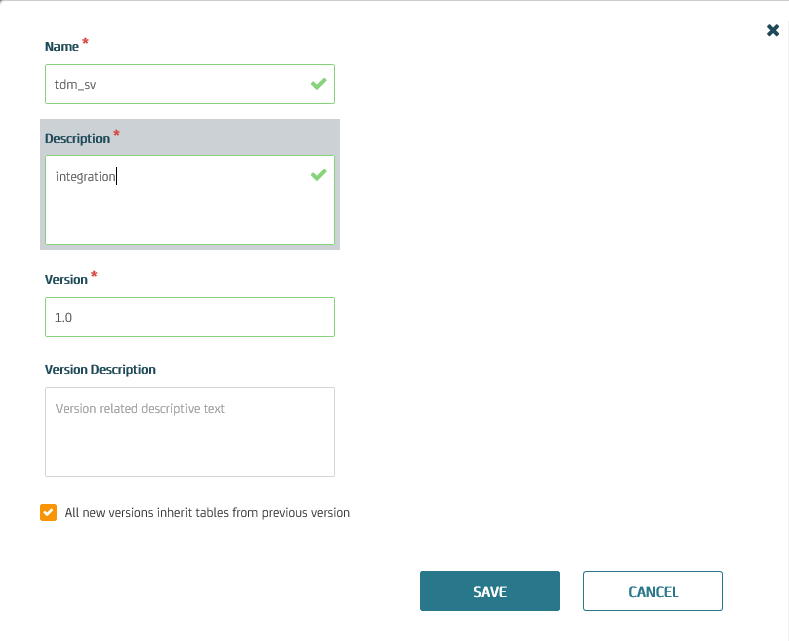 Name *
tdm_sv
Description *
integration
Version *
1.0
Version Description
Version related descriptive text
All new versions inherit tables from previous version
SAVE
CANCEL